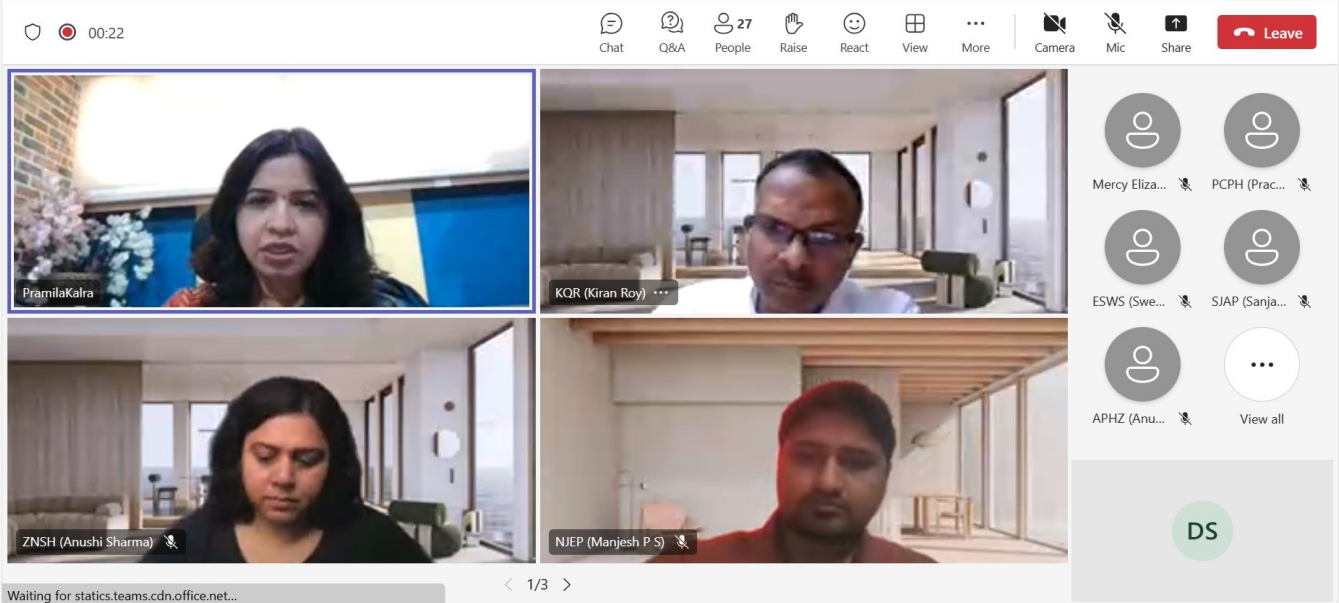 00:22
27
Chat
Q&A
People
Raise
React
View
More
Camera
Mic
Share
Leave
PramilaKalra
KQR (Kiran Roy) ···
ZNSH (Anushi Sharma)
NJEP (Manjesh P S)
Mercy Eliza...
PCPH (Prac...
ESWS (Swe...
SJAP (Sanja...
APHZ (Anu...
View all
DS
1/3
Waiting for statics.teams.cdn.office.net...